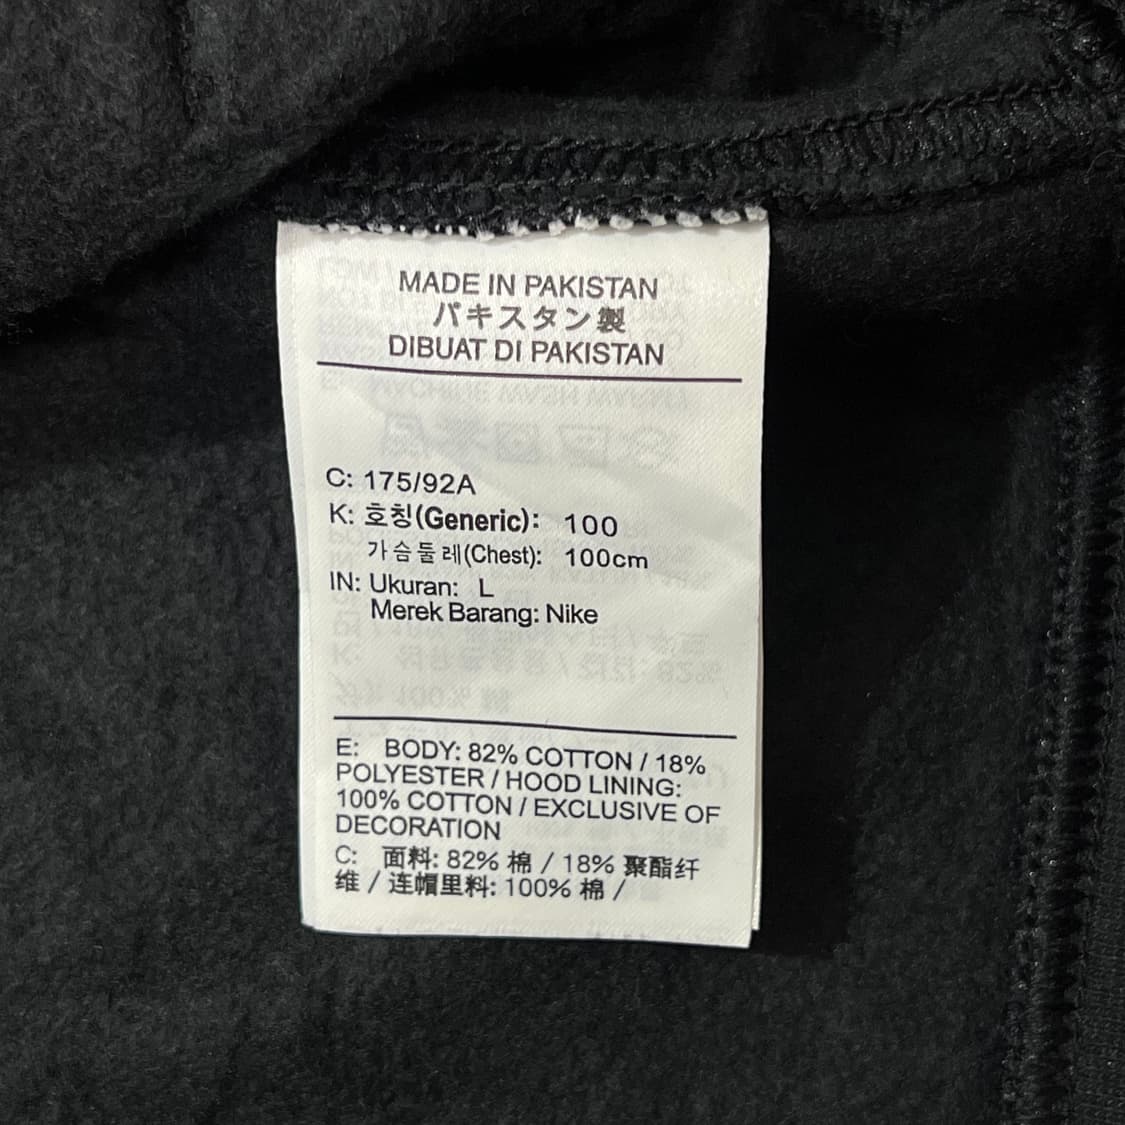 MADE IN PAKISTAN
パキスタン製
DIBUAT DI PAKISTAN
C: 175/92A
K: 호칭(Generic): 100
가슴둘레(Chest): 100cm
IN: Ukuran: L
Merek Barang: Nike
E: BODY: 82% COTTON / 18%
POLYESTER / HOOD LINING:
100% COTTON / EXCLUSIVE OF
DECORATION
C: 面料: 82% 棉 / 18% 聚酯纤
维 / 连帽里料: 100% 棉 /